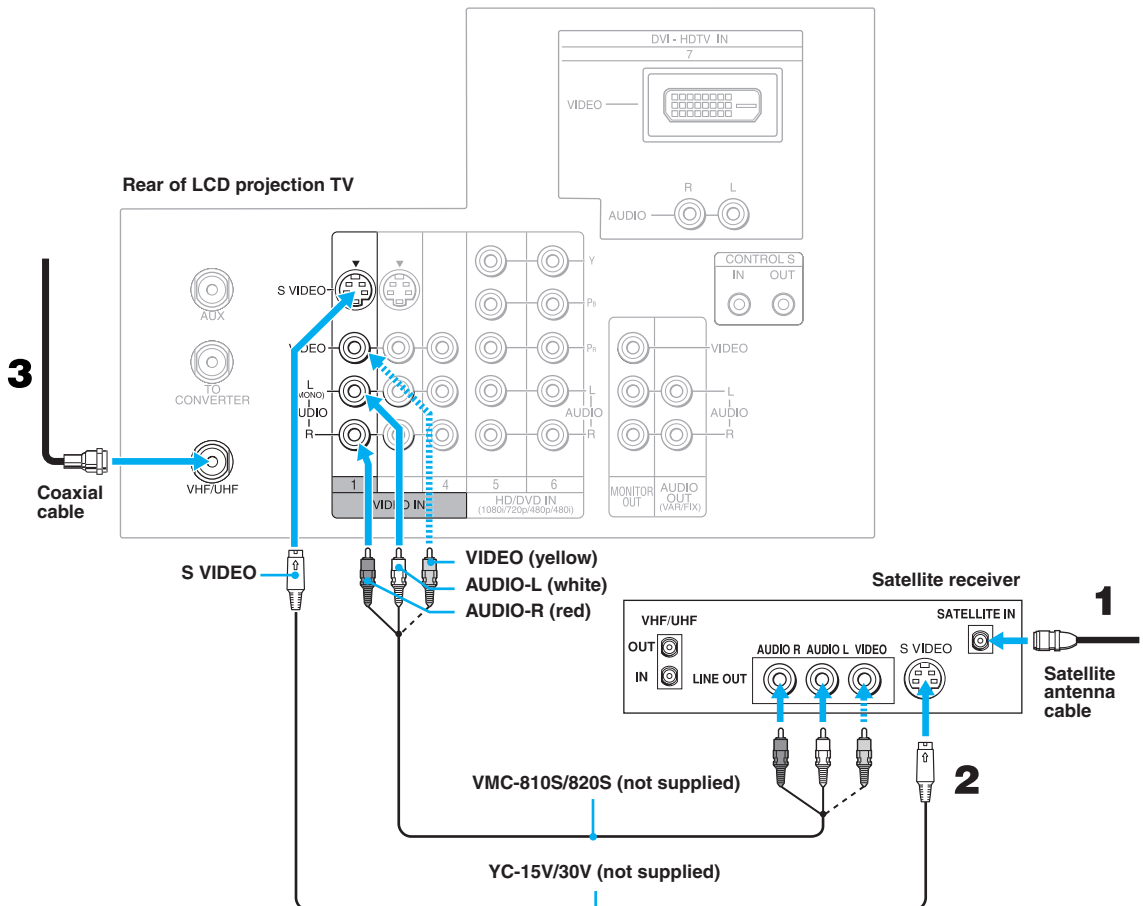 DVI - HDTV IN
7
VIDEO
R L
AUDIO
Rear of LCD projection TV
CONTROL S
IN OUT
AUX
S VIDEO
Y
PB
TO
CONVERTER
VIDEO
PR
VIDEO
3
L
(MONO)
AUDIO
R
L
AUDIO
R
L
AUDIO
R
VHF/UHF
Coaxial
cable
1 4 5 6
VIDEO IN
HD/DVD IN
(1080i/720p/480p/480i)
MONITOR
OUT
AUDIO
OUT
(VAR/FIX)
S VIDEO
VIDEO (yellow)
AUDIO-L (white)
AUDIO-R (red)
Satellite receiver
1
SATELLITE IN
VHF/UHF
OUT
IN
LINE OUT
AUDIO R AUDIO L VIDEO
S VIDEO
Satellite
antenna
cable
2
VMC-810S/820S (not supplied)
YC-15V/30V (not supplied)